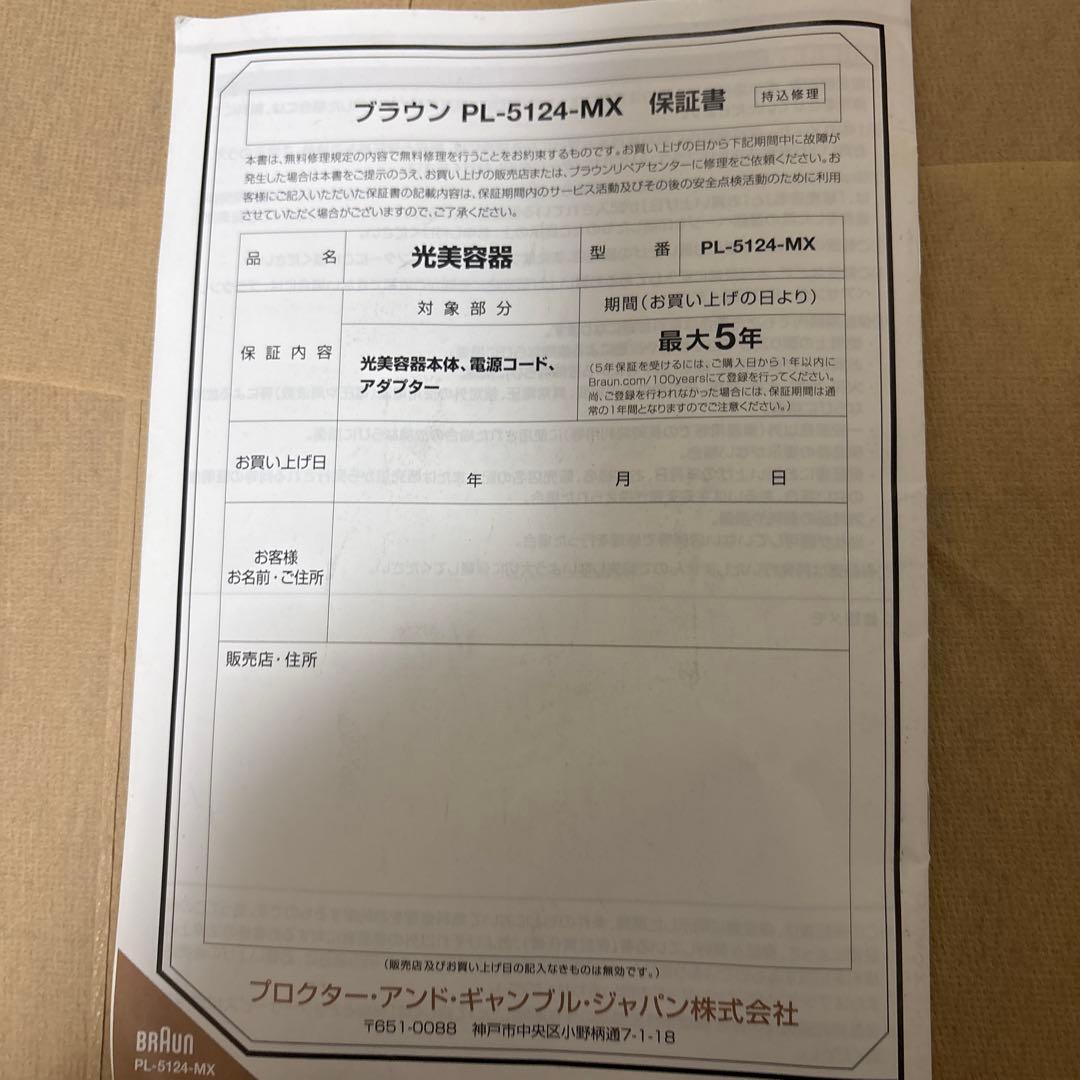 ブラウン PL-5124-MX 保証書 持込修理
本書は、無料修理規定の内容で無料修理を行うことをお約束するものです。お買い上げの日から下記期間中に故障が
発生した場合は本書をご提示のうえ、お買い上げの販売店または、ブラウンリペアセンターに修理をご依頼ください。お
客様にご記入いただいた保証書の記載内容は、保証期間内のサービス活動及びその後の安全点検活動のために利用
させていただく場合がございますので、ご了承ください。
品名 光美容器 型番 PL-5124-MX
保証内容
対象部分
光美容器本体、電源コード、
アダプター
期間(お買い上げの日より)
最大5年
(5年保証を受けるには、ご購入日から1年以内に
Braun.com/100yearsにて登録を行ってください。
尚、ご登録を行われなかった場合には、保証期間は通
常の1年間となりますのでご注意ください。)
お買い上げ日 年 月 日
お客様
お名前・ご住所
販売店・住所
(販売店及びお買い上げ日の記入なきものは無効です。)
プロクター・アンド・ギャンブル・ジャパン株式会社
〒651-0088 神戸市中央区小野柄通7-1-18
BRAUN
PL-5124-MX